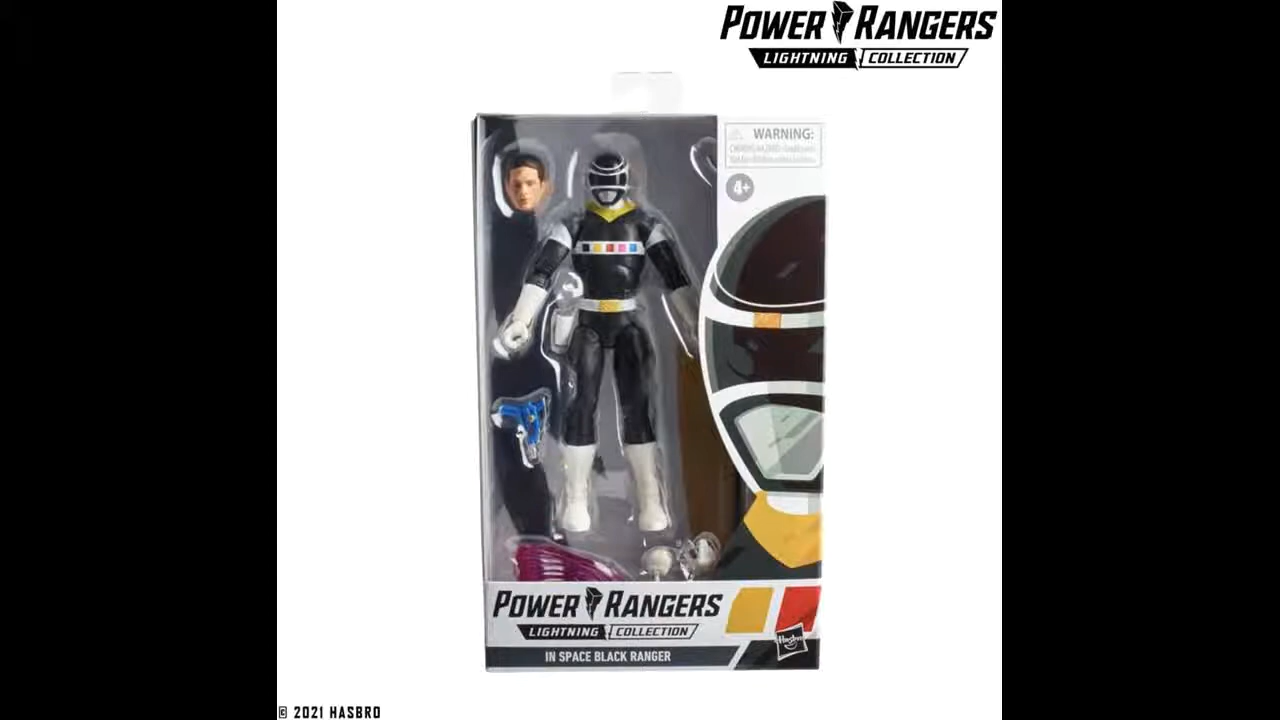 POWER RANGERS
LIGHTNING COLLECTION
WARNING:
4+
POWER RANGERS
LIGHTNING COLLECTION
Hasbro
IN SPACE BLACK RANGER
© 2021 HASBRO